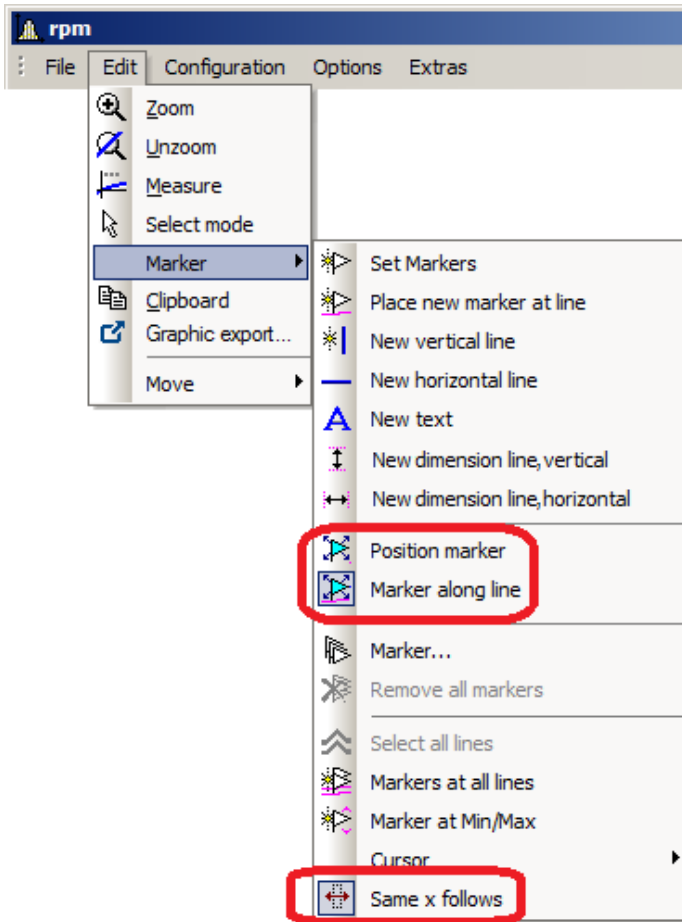 rpm
File Edit Configuration Options Extras
Zoom
Unzoom
Measure
Select mode
Marker
Clipboard
Graphic export...
Move
Set Markers
Place new marker at line
New vertical line
New horizontal line
New text
New dimension line,vertical
New dimension line,horizontal
Position marker
Marker along line
Marker...
Remove all markers
Select all lines
Markers at all lines
Marker at Min/Max
Cursor
Same x follows